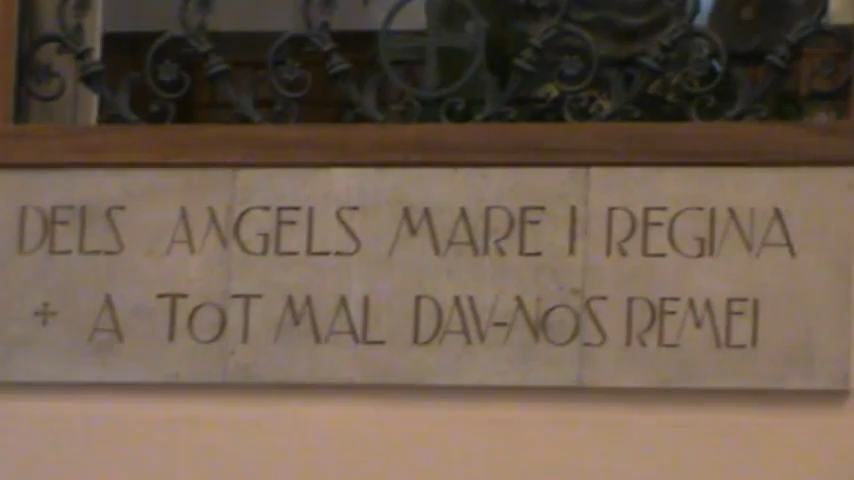 DELS ANGELS MARE I REGINA
+ A TOT MAL DAV-NOS REMEI